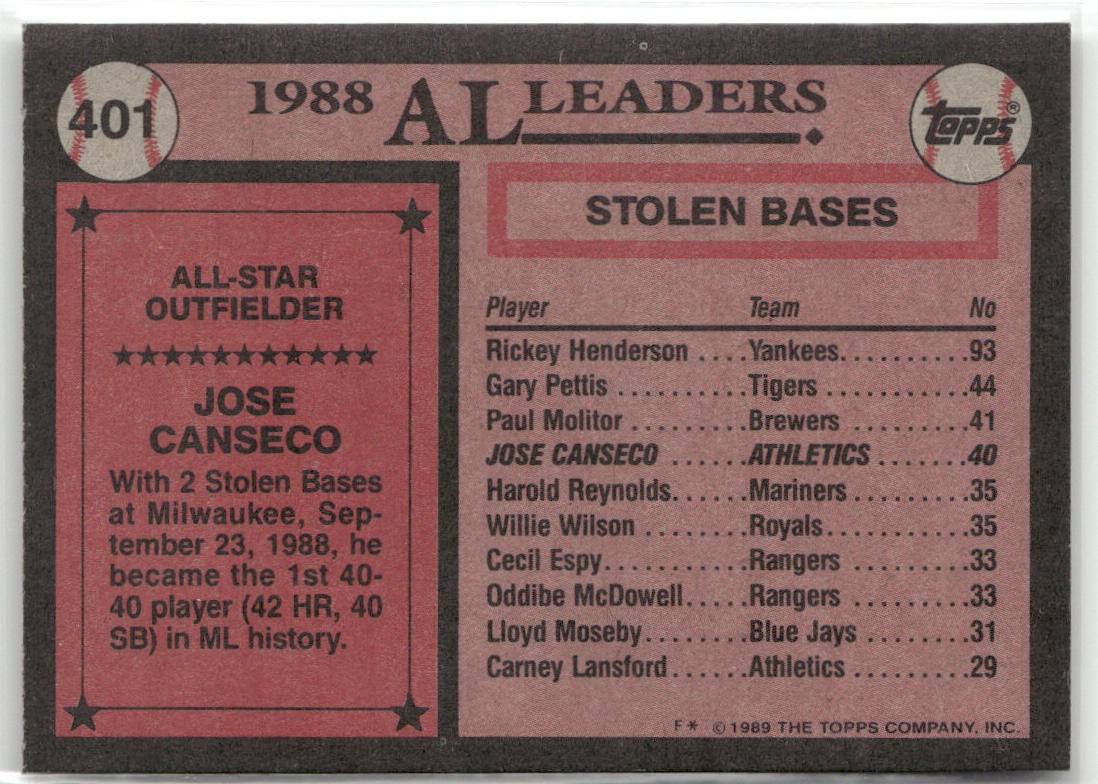 401
1988 AL LEADERS
topps®
ALL-STAR
OUTFIELDER
JOSE
CANSECO
With 2 Stolen Bases
at Milwaukee, Sep-
tember 23, 1988, he
became the 1st 40-
40 player (42 HR, 40
SB) in ML history.
STOLEN BASES
Player Team No
Rickey Henderson ....Yankees..........93
Gary Pettis ...........Tigers ...........44
Paul Molitor ..........Brewers ..........41
JOSE CANSECO ......ATHLETICS .......40
Harold Reynolds......Mariners ..........35
Willie Wilson .........Royals............35
Cecil Espy............Rangers ..........33
Oddibe McDowell.....Rangers ..........33
Lloyd Moseby........Blue Jays .........31
Carney Lansford......Athletics ..........29
F* © 1989 THE TOPPS COMPANY, INC.